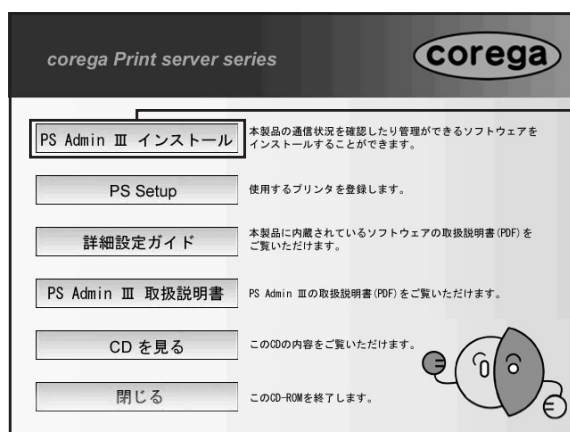 corega Print server series
corega
PS Admin Ⅲ インストール
本製品の通信状況を確認したり管理ができるソフトウェアを
インストールすることができます。
PS Setup
使用するプリンタを登録します。
詳細設定ガイド
本製品に内蔵されているソフトウェアの取扱説明書(PDF)を
ご覧いただけます。
PS Admin Ⅲ 取扱説明書
PS Admin Ⅲの取扱説明書(PDF)をご覧いただけます。
CD を見る
このCDの内容をご覧いただけます。
閉じる
このCD-ROMを終了します。